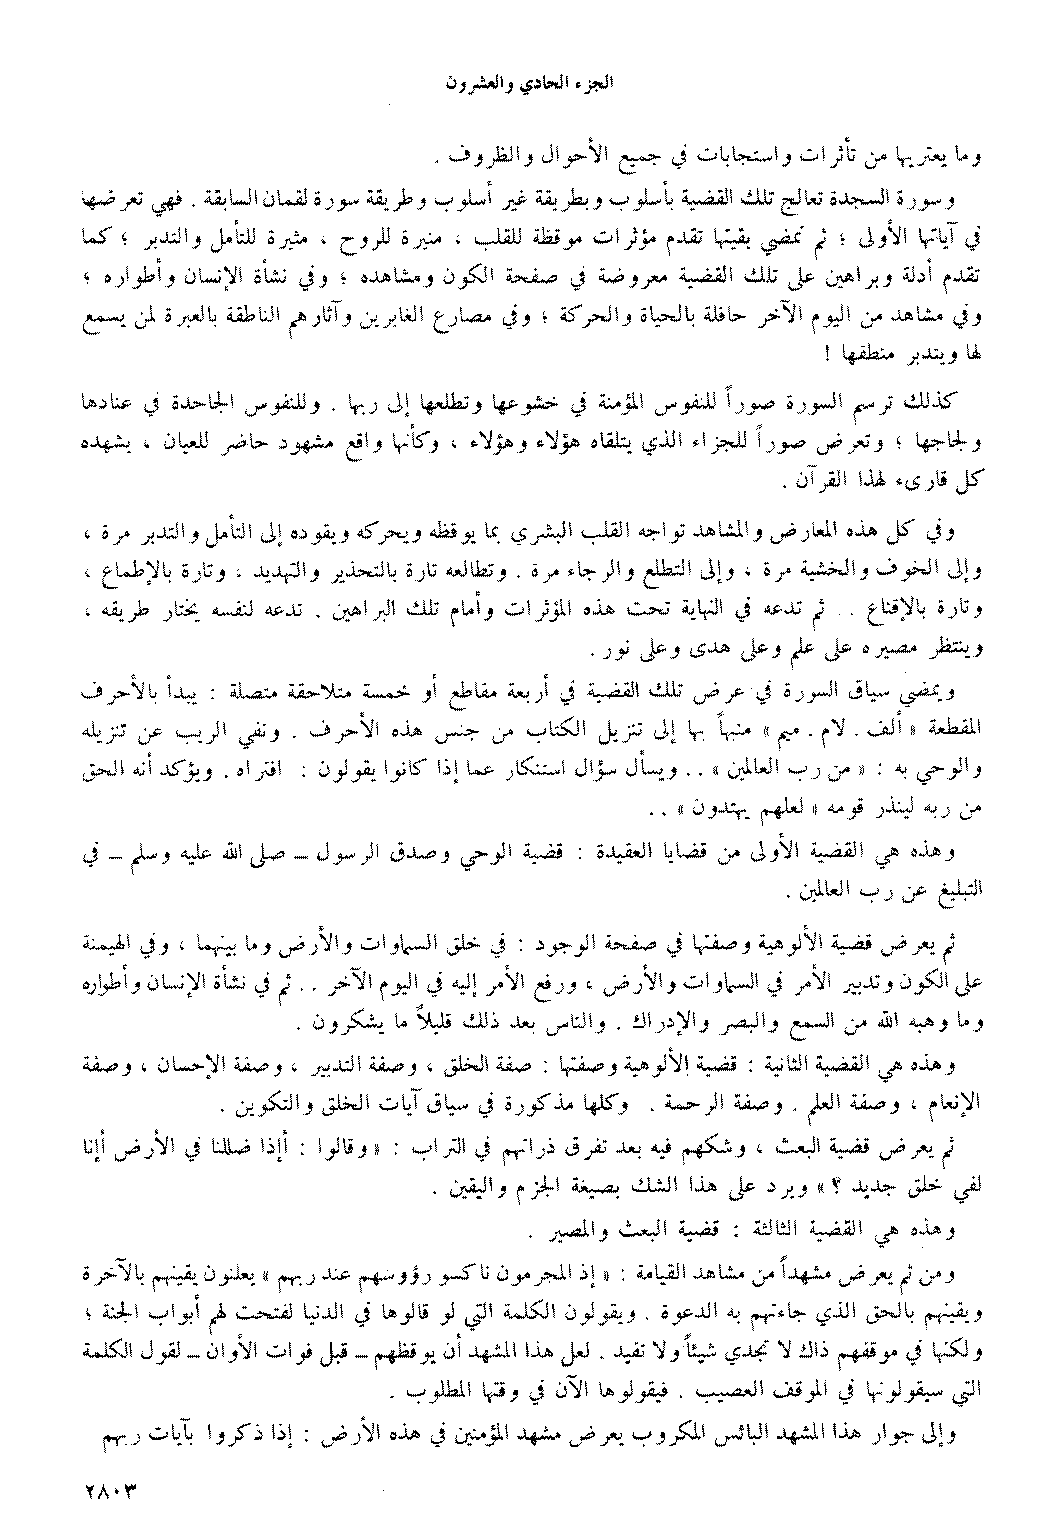 الجزء الحادي والعشرون
وما يعتريها من تأثرات واستجابات في جميع الأحوال والظروف .
وسورة السجدة تعالج تلك القضية بأسلوب وبطريقة غير أسلوب وطريقة سورة لقمان السابقة . فهي تعرضها
في آياتها الأولى ؛ ثم تمضي بقيتها تقدم مؤثرات موقظة للقلب ، منيرة للروح ، مثيرة للتأمل والتدبر ؛ كما
تقدم أدلة وبراهين على تلك القضية معروضة في صفحة الكون ومشاهده ؛ وفي نشأة الإنسان وأطواره ؛
وفي مشاهد من اليوم الآخر حافلة بالحياة والحركة ؛ وفي مصارع الغابرين وآثارهم الناطقة بالعبرة لمن يسمع
لها ويتدبر منطقها !
كذلك ترسم السورة صوراً للنفوس المؤمنة في خشوعها وتطلعها إلى ربها . وللنفوس الجاحدة في عنادها
ولجاجها ؛ وتعرض صوراً للجزاء الذي يتلقاه هؤلاء وهؤلاء ، وكأنها واقع مشهود حاضر للعيان ، يشهده
كل قارىء لهذا القرآن .
وفي كل هذه المعارض والمشاهد تواجه القلب البشري بما يوقظه ويحركه ويقوده إلى التأمل والتدبر مرة ،
وإلى الخوف والخشية مرة ، وإلى التطلع والرجاء مرة . وتطالعه تارة بالتحذير والتهديد ، وتارة بالإطماع ،
وتارة بالإقناع .. ثم تدعه في النهاية تحت هذه المؤثرات وأمام تلك البراهين . تدعه لنفسه يختار طريقه ،
وينتظر مصيره على علم وعلى هدى وعلى نور .
ويمضي سياق السورة في عرض تلك القضية في أربعة مقاطع أو خمسة متلاحقة متصلة : يبدأ بالأحرف
المقطعة « ألف . لام . ميم » منبهاً بها إلى تنزيل الكتاب من جنس هذه الأحرف . ونفي الريب عن تنزيله
والوحي به : « من رب العالمين » .. ويسأل سؤال استنكار عما إذا كانوا يقولون : افتراه . ويؤكد أنه الحق
من ربه لينذر قومه « لعلهم يهتدون » ..
وهذه هي القضية الأولى من قضايا العقيدة : قضية الوحي وصدق الرسول – صلى الله عليه وسلم – في
التبليغ عن رب العالمين .
ثم يعرض قضية الألوهية وصفتها في صفحة الوجود : في خلق السماوات والأرض وما بينهما ، وفي الهيمنة
على الكون وتدبير الأمر في السماوات والأرض ، ورفع الأمر إليه في اليوم الآخر .. ثم في نشأة الإنسان وأطواره
وما وهبه الله من السمع والبصر والإدراك . والناس بعد ذلك قليلاً ما يشكرون .
وهذه هي القضية الثانية : قضية الألوهية وصفتها : صفة الخلق ، وصفة التدبير ، وصفة الإحسان ، وصفة
الإنعام ، وصفة العلم . وصفة الرحمة . وكلها مذكورة في سياق آيات الخلق والتكوين .
ثم يعرض قضية البعث ، وشكهم فيه بعد تفرق ذراتهم في التراب : « وقالوا : أإذا ضللنا في الأرض أإنا
لفي خلق جديد ؟ » ويرد على هذا الشك بصيغة الجزم واليقين .
وهذه هي القضية الثالثة : قضية البعث والمصير .
ومن ثم يعرض مشهداً من مشاهد القيامة : « إذ المجرمون ناكسو رؤوسهم عند ربهم » يعلنون يقينهم بالآخرة
ويقينهم بالحق الذي جاءتهم به الدعوة . ويقولون الكلمة التي لو قالوها في الدنيا لفتحت لهم أبواب الجنة ؛
ولكنها في موقفهم ذاك لا تجدي شيئاً ولا تفيد . لعل هذا المشهد أن يوقظهم – قبل فوات الأوان – لقول الكلمة
التي سيقولونها في الموقف العصيب . فيقولوها الآن في وقتها المطلوب .
وإلى جوار هذا المشهد البائس المكروب يعرض مشهد المؤمنين في هذه الأرض : إذا ذكروا بآيات ربهم
٢٨٠٣